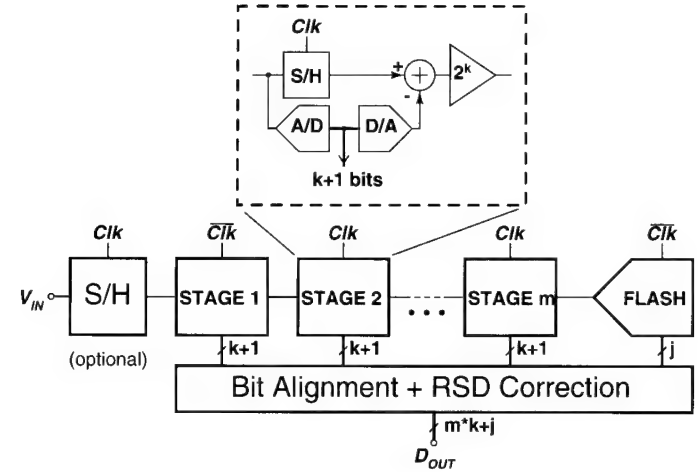 Clk
S/H
+
+
-
2^k
A/D
D/A
k+1 bits
Clk
Clk
Clk
Clk
Clk
V_IN
S/H
STAGE 1
STAGE 2
...
STAGE m
FLASH
(optional)
k+1
k+1
k+1
j
Bit Alignment + RSD Correction
m*k+j
D_OUT